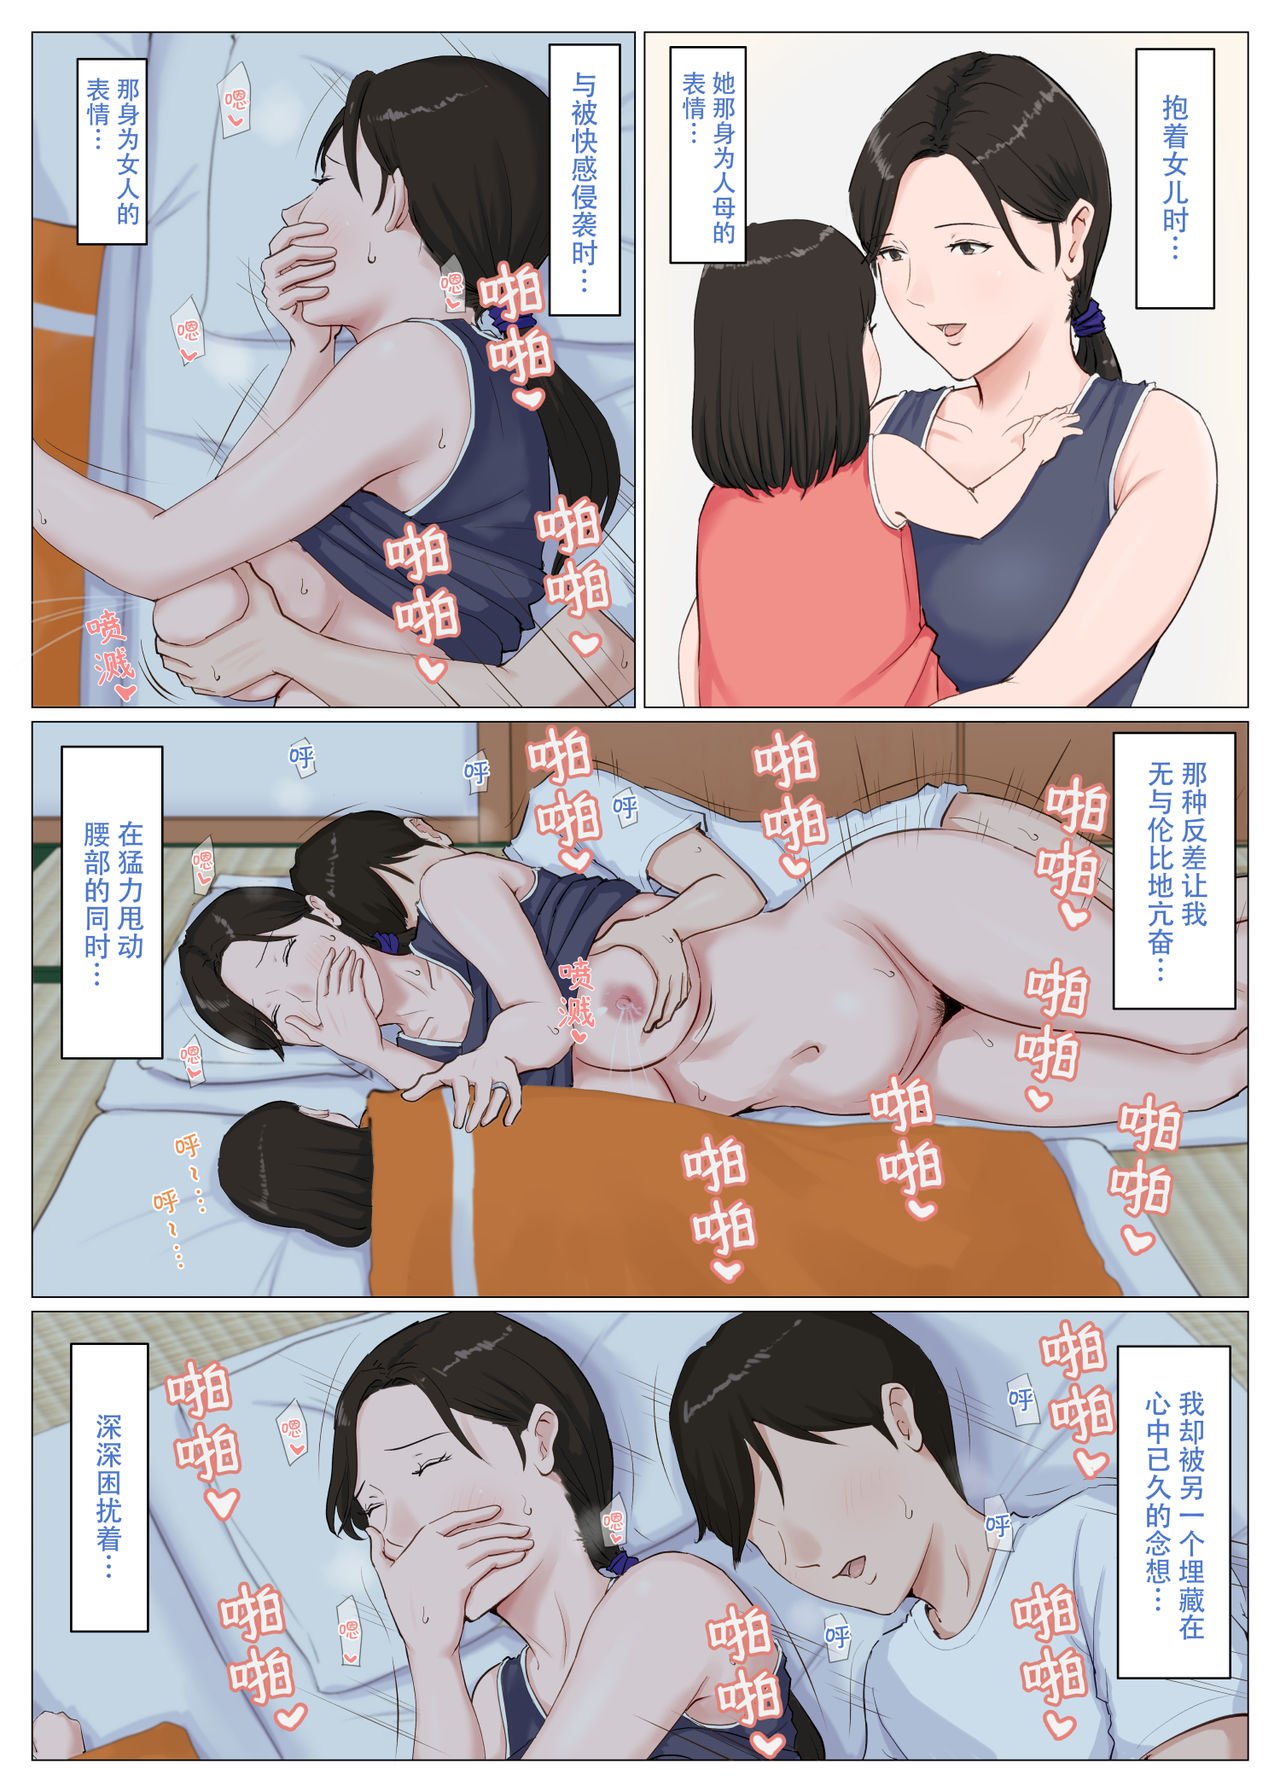 抱着女儿时…
她那身为人母的
表情…
与被快感侵袭时…
那身为女人的
表情…
嗯
嗯
嗯
啪
啪
啪
啪
啪
啪
喷
溅
那种反差让我
无与伦比地亢奋…
在猛力甩动
腰部的同时…
呼
呼
呼
嗯
嗯
啪
啪
啪
啪
啪
啪
啪
啪
啪
啪
啪
啪
啪
啪
喷
溅
呼~…
呼~…
我却被另一个埋藏在
心中已久的念想…
深深困扰着…
呼
呼
呼
嗯
嗯
嗯
啪
啪
啪
啪
啪
啪
啪
啪
啪
啪